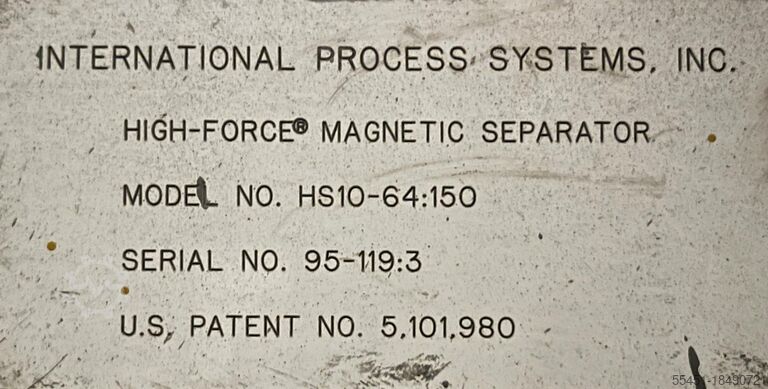 INTERNATIONAL PROCESS SYSTEMS, INC.
HIGH-FORCE® MAGNETIC SEPARATOR
MODEL NO. HS10-64:150
SERIAL NO. 95-119:3
U.S. PATENT NO. 5,101,980